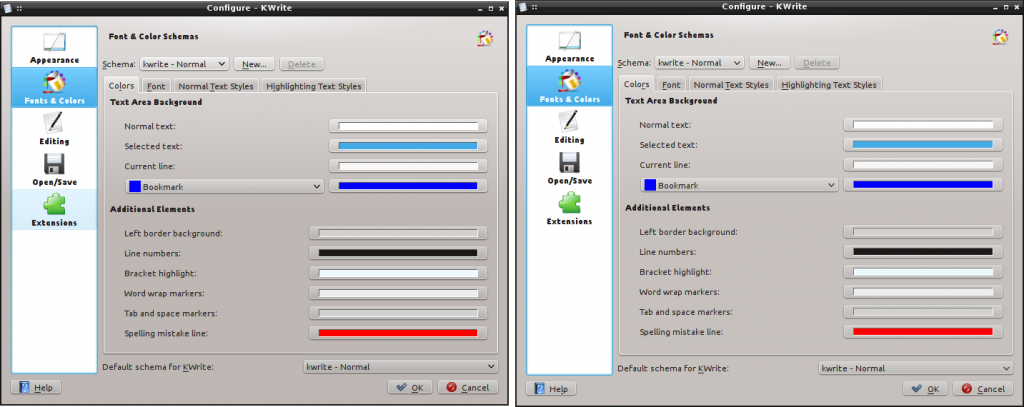 Configure - KWrite
Appearance
Fonts & Colors
Editing
Open/Save
Extensions
Font & Color Schemas
Schema: kwrite - Normal New... Delete
Colors Font Normal Text Styles Highlighting Text Styles
Text Area Background
Normal text:
Selected text:
Current line:
Bookmark
Additional Elements
Left border background:
Line numbers:
Bracket highlight:
Word wrap markers:
Tab and space markers:
Spelling mistake line:
Default schema for KWrite: kwrite - Normal
Help OK Cancel
Configure - KWrite
Appearance
Fonts & Colors
Editing
Open/Save
Extensions
Font & Color Schemas
Schema: kwrite - Normal New... Delete
Colors Font Normal Text Styles Highlighting Text Styles
Text Area Background
Normal text:
Selected text:
Current line:
Bookmark
Additional Elements
Left border background:
Line numbers:
Bracket highlight:
Word wrap markers:
Tab and space markers:
Spelling mistake line:
Default schema for KWrite: kwrite - Normal
Help OK Cancel